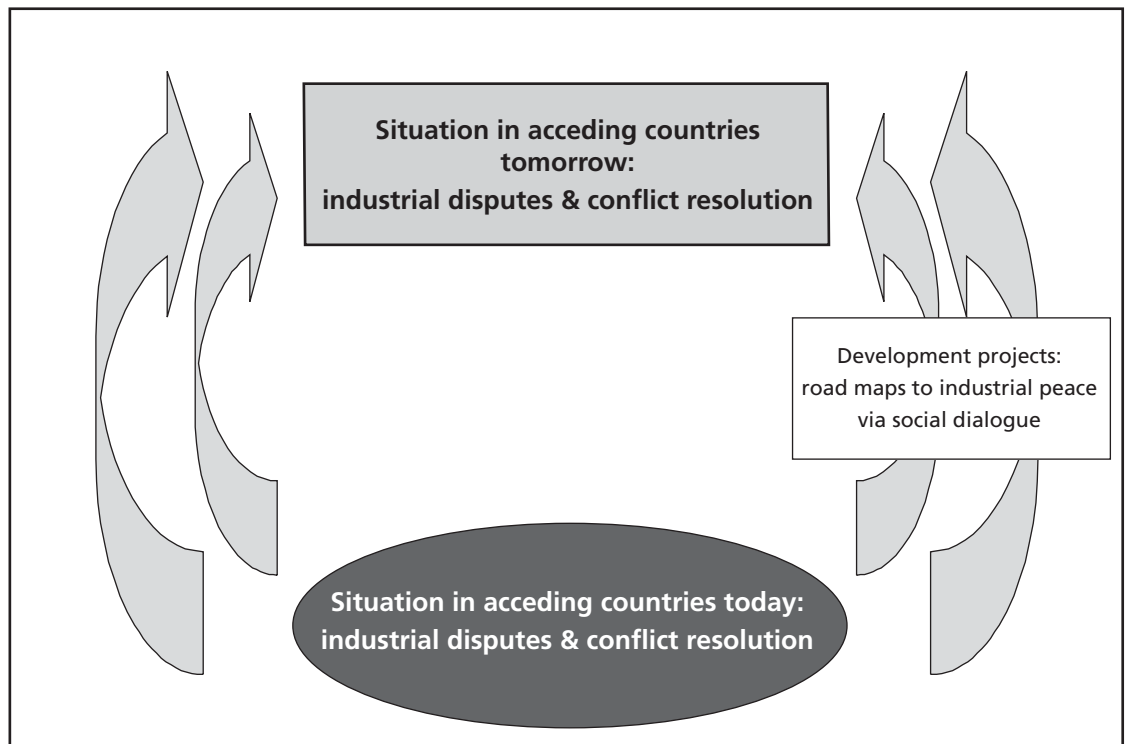 Situation in acceding countries
tomorrow:
industrial disputes & conflict resolution
Development projects:
road maps to industrial peace
via social dialogue
Situation in acceding countries today:
industrial disputes & conflict resolution